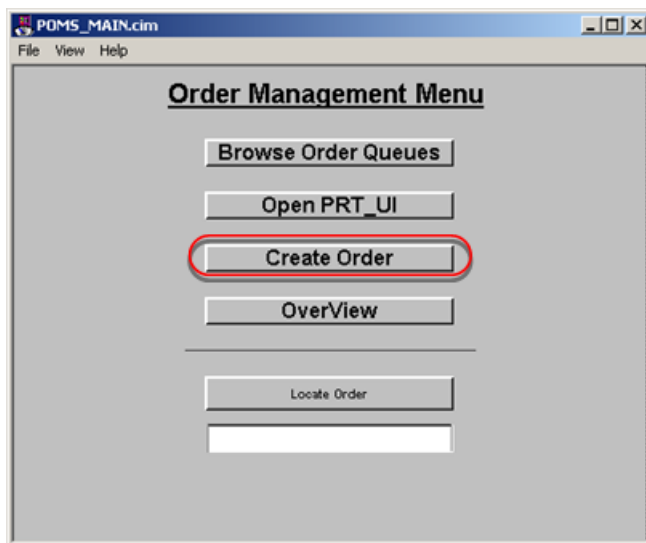 POMS_MAIN.cim
File View Help
Order Management Menu
Browse Order Queues
Open PRT_UI
Create Order
OverView
Locate Order